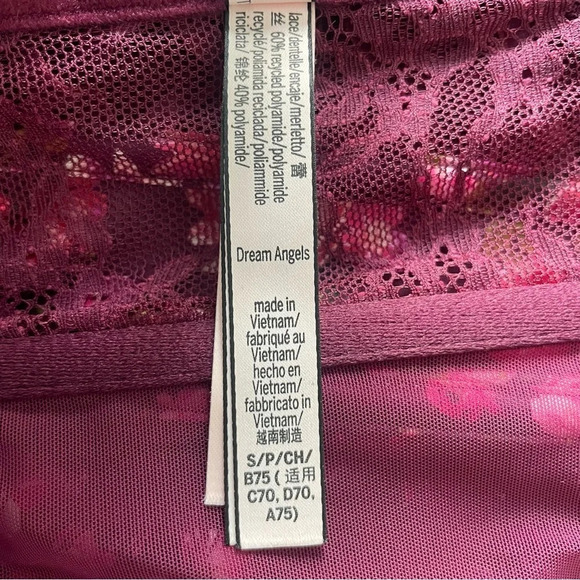 lace/dentelle/encaje/merletto/ 蕾
丝 60% recycled polyamide/polyamide
recyclé/poliamida reciclada/poliammide
riciclata/ 锦纶 40% polyamide/
Dream Angels
made in
Vietnam/
fabriqué au
Vietnam/
hecho en
Vietnam/
fabbricato in
Vietnam/
越南制造
S/P/CH/
B75 ( 适用
C70, D70,
A75)